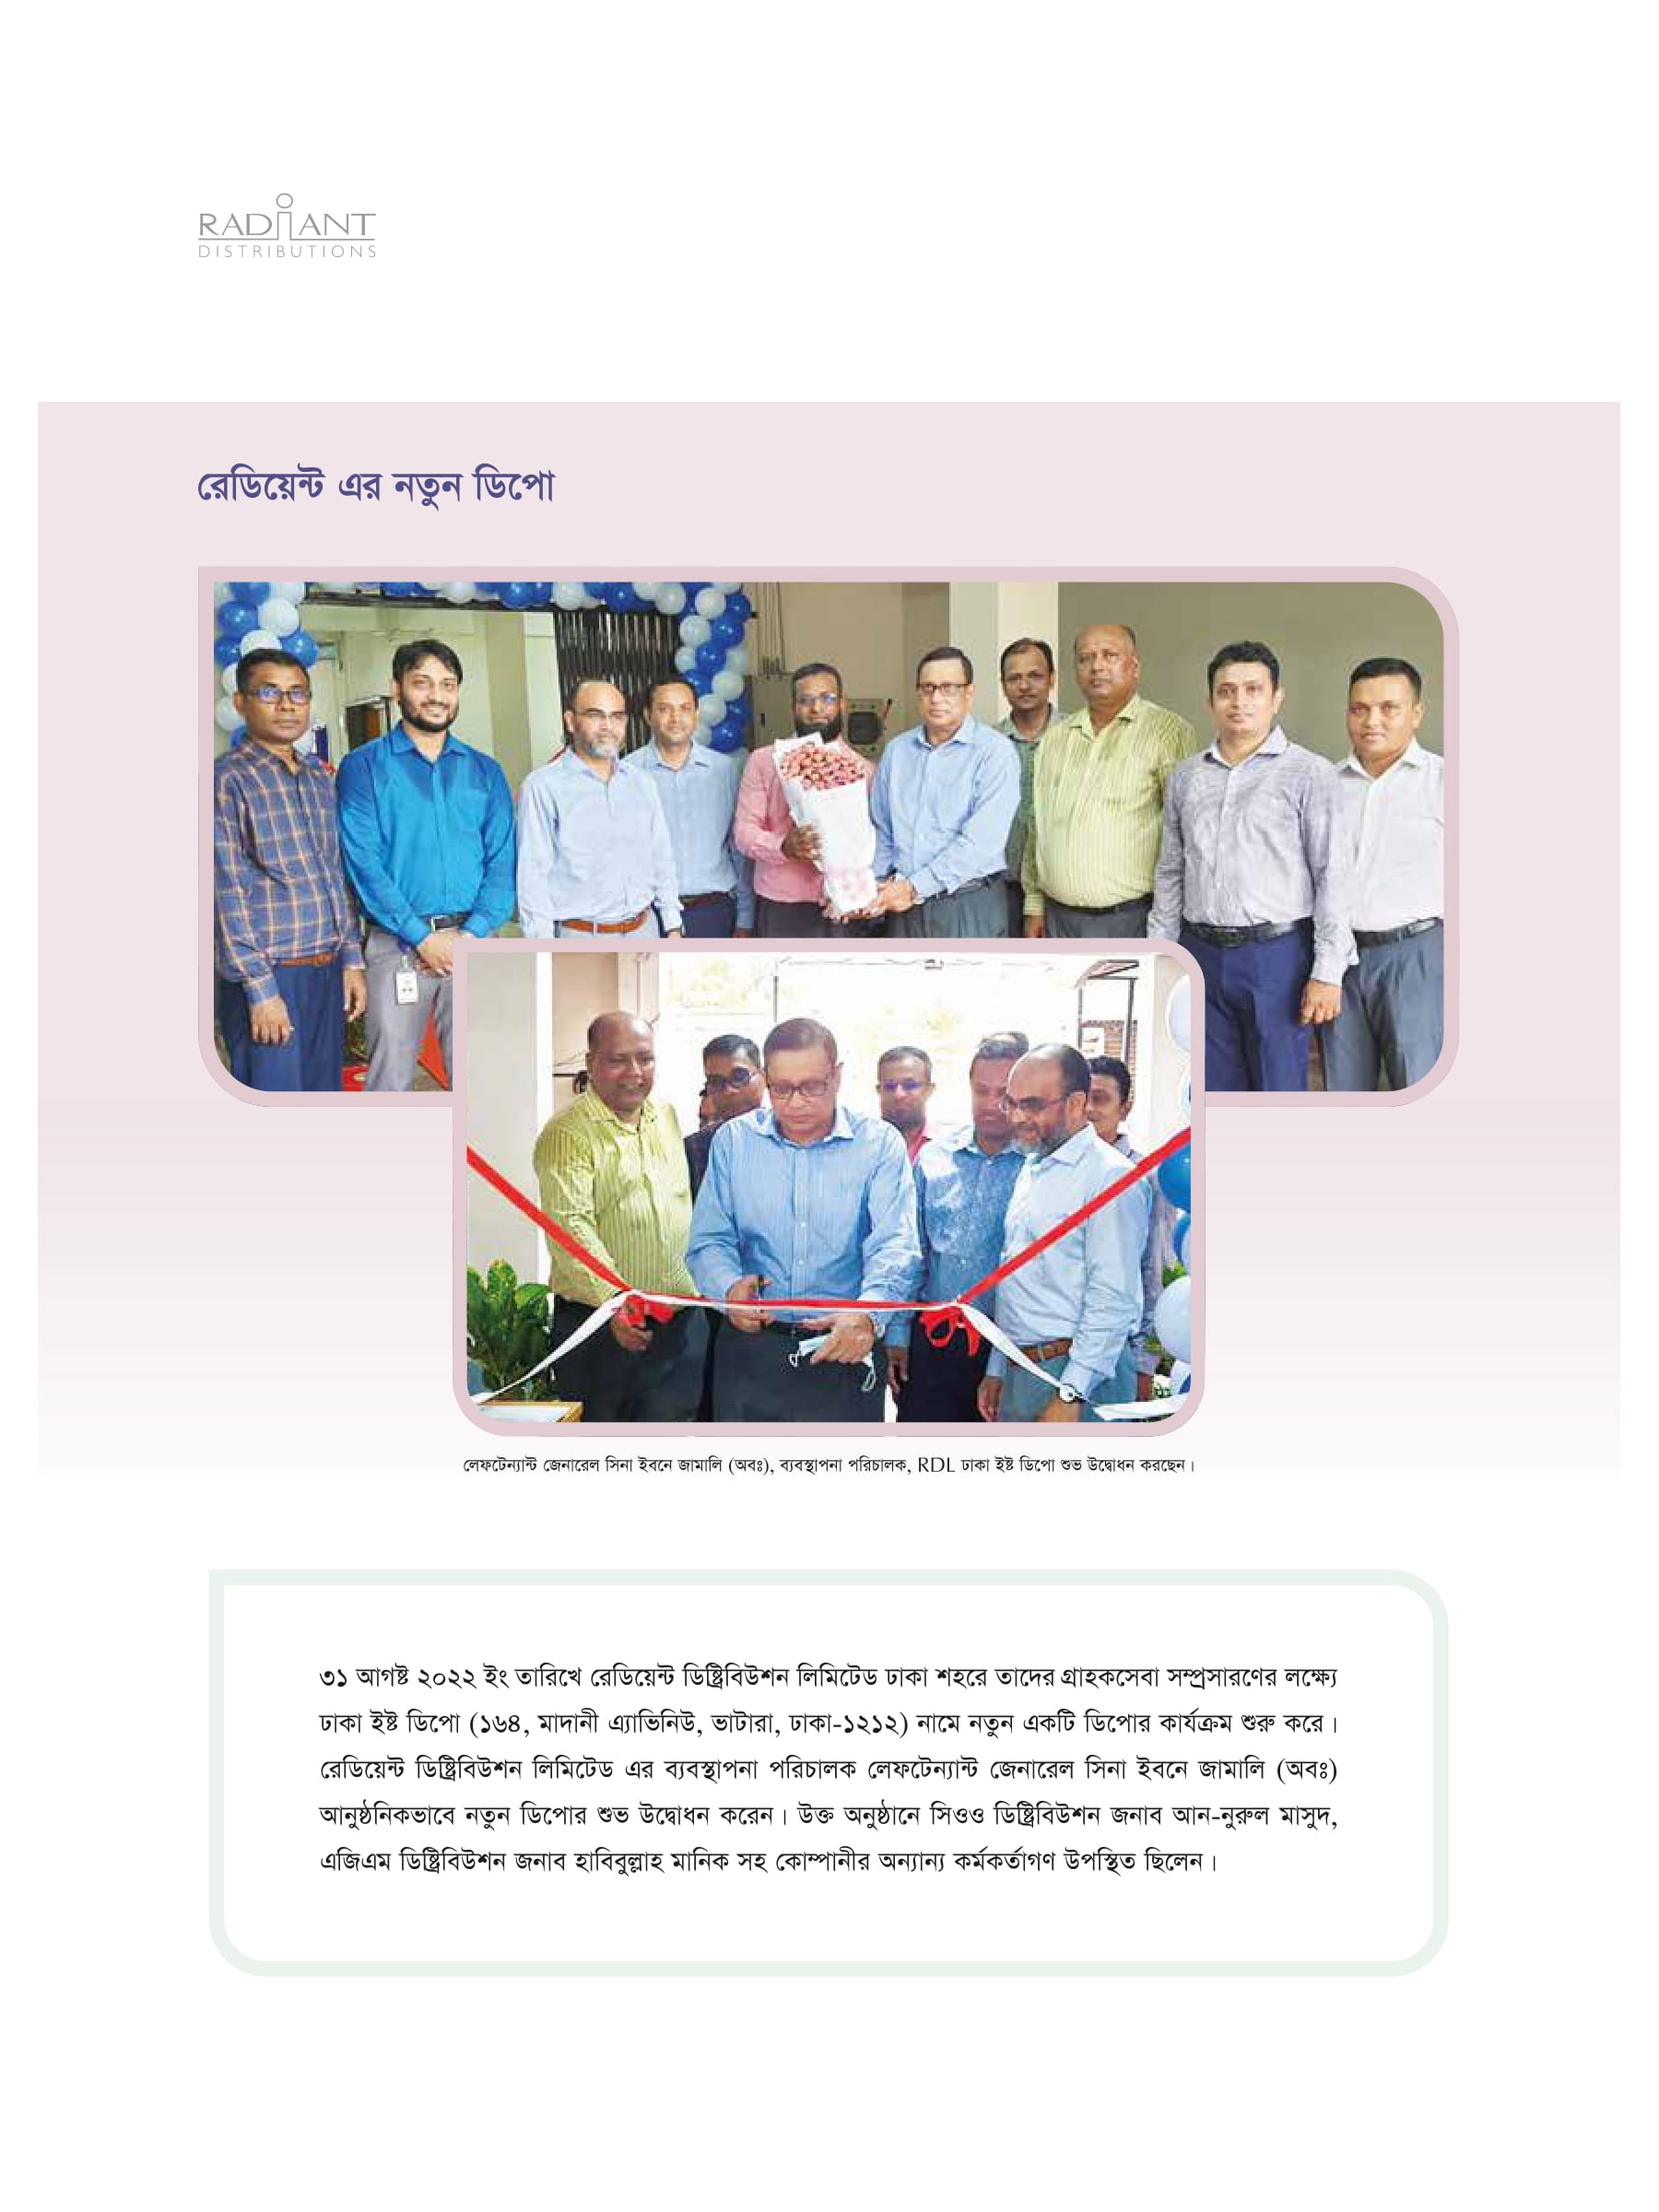 RADiANT
DISTRIBUTIONS
রেডিয়েন্ট এর নতুন ডিপো
লেফটেন্যান্ট জেনারেল সিনা ইবনে জামালি (অবঃ), ব্যবস্থাপনা পরিচালক, RDL ঢাকা ইষ্ট ডিপো শুভ উদ্বোধন করছেন।
৩১ আগষ্ট ২০২২ ইং তারিখে রেডিয়েন্ট ডিষ্ট্রিবিউশন লিমিটেড ঢাকা শহরে তাদের গ্রাহকসেবা সম্প্রসারণের লক্ষ্যে
ঢাকা ইষ্ট ডিপো (১৬৪, মাদানী এ্যাভিনিউ, ভাটারা, ঢাকা-১২১২) নামে নতুন একটি ডিপোর কার্যক্রম শুরু করে।
রেডিয়েন্ট ডিষ্ট্রিবিউশন লিমিটেড এর ব্যবস্থাপনা পরিচালক লেফটেন্যান্ট জেনারেল সিনা ইবনে জামালি (অবঃ)
আনুষ্ঠনিকভাবে নতুন ডিপোর শুভ উদ্বোধন করেন। উক্ত অনুষ্ঠানে সিওও ডিষ্ট্রিবিউশন জনাব আন-নুরুল মাসুদ,
এজিএম ডিষ্ট্রিবিউশন জনাব হাবিবুল্লাহ মানিক সহ কোম্পানীর অন্যান্য কর্মকর্তাগণ উপস্থিত ছিলেন।